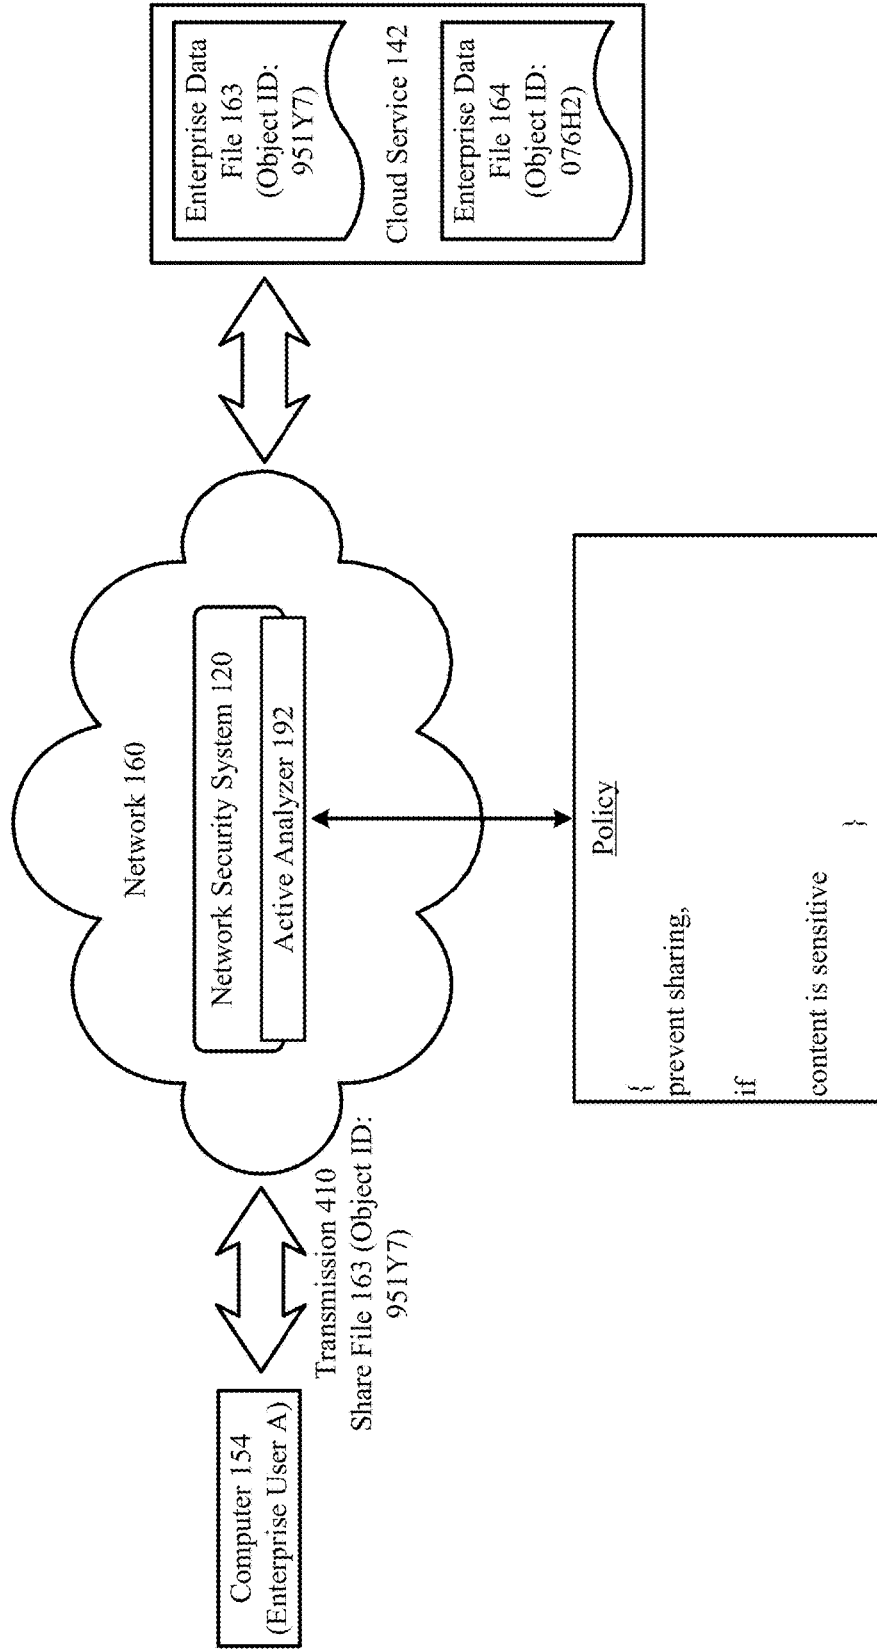 Computer 154
(Enterprise User A)
Transmission 410
Share File 163 (Object ID:
951Y7)
Network 160
Network Security System 120
Active Analyzer 192
Policy
{
prevent sharing,
if
content is sensitive
}
Enterprise Data
File 163
(Object ID:
951Y7)
Cloud Service 142
Enterprise Data
File 164
(Object ID:
076H2)